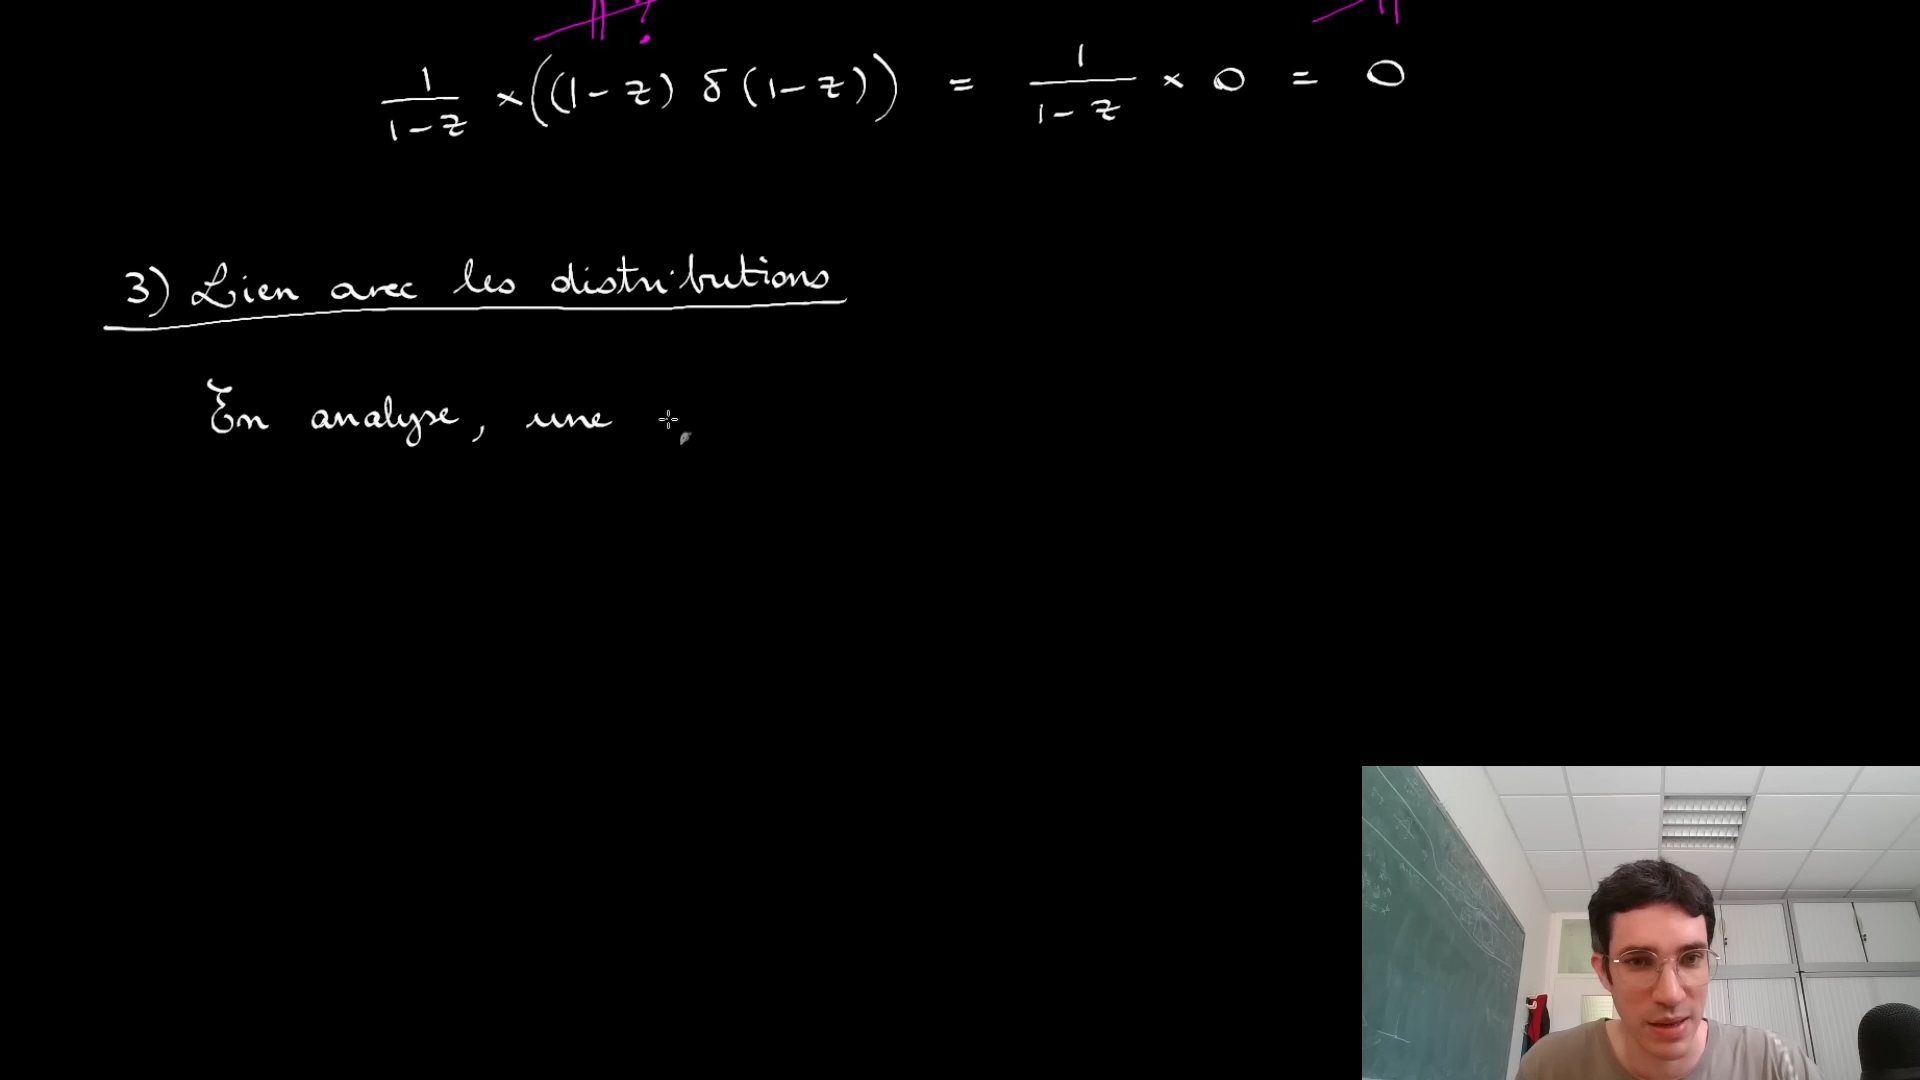 ?
1/(1-z) × ((1-z) δ(1-z)) = 1/(1-z) × 0 = 0
3) Lien avec les distributions
En analyse, une